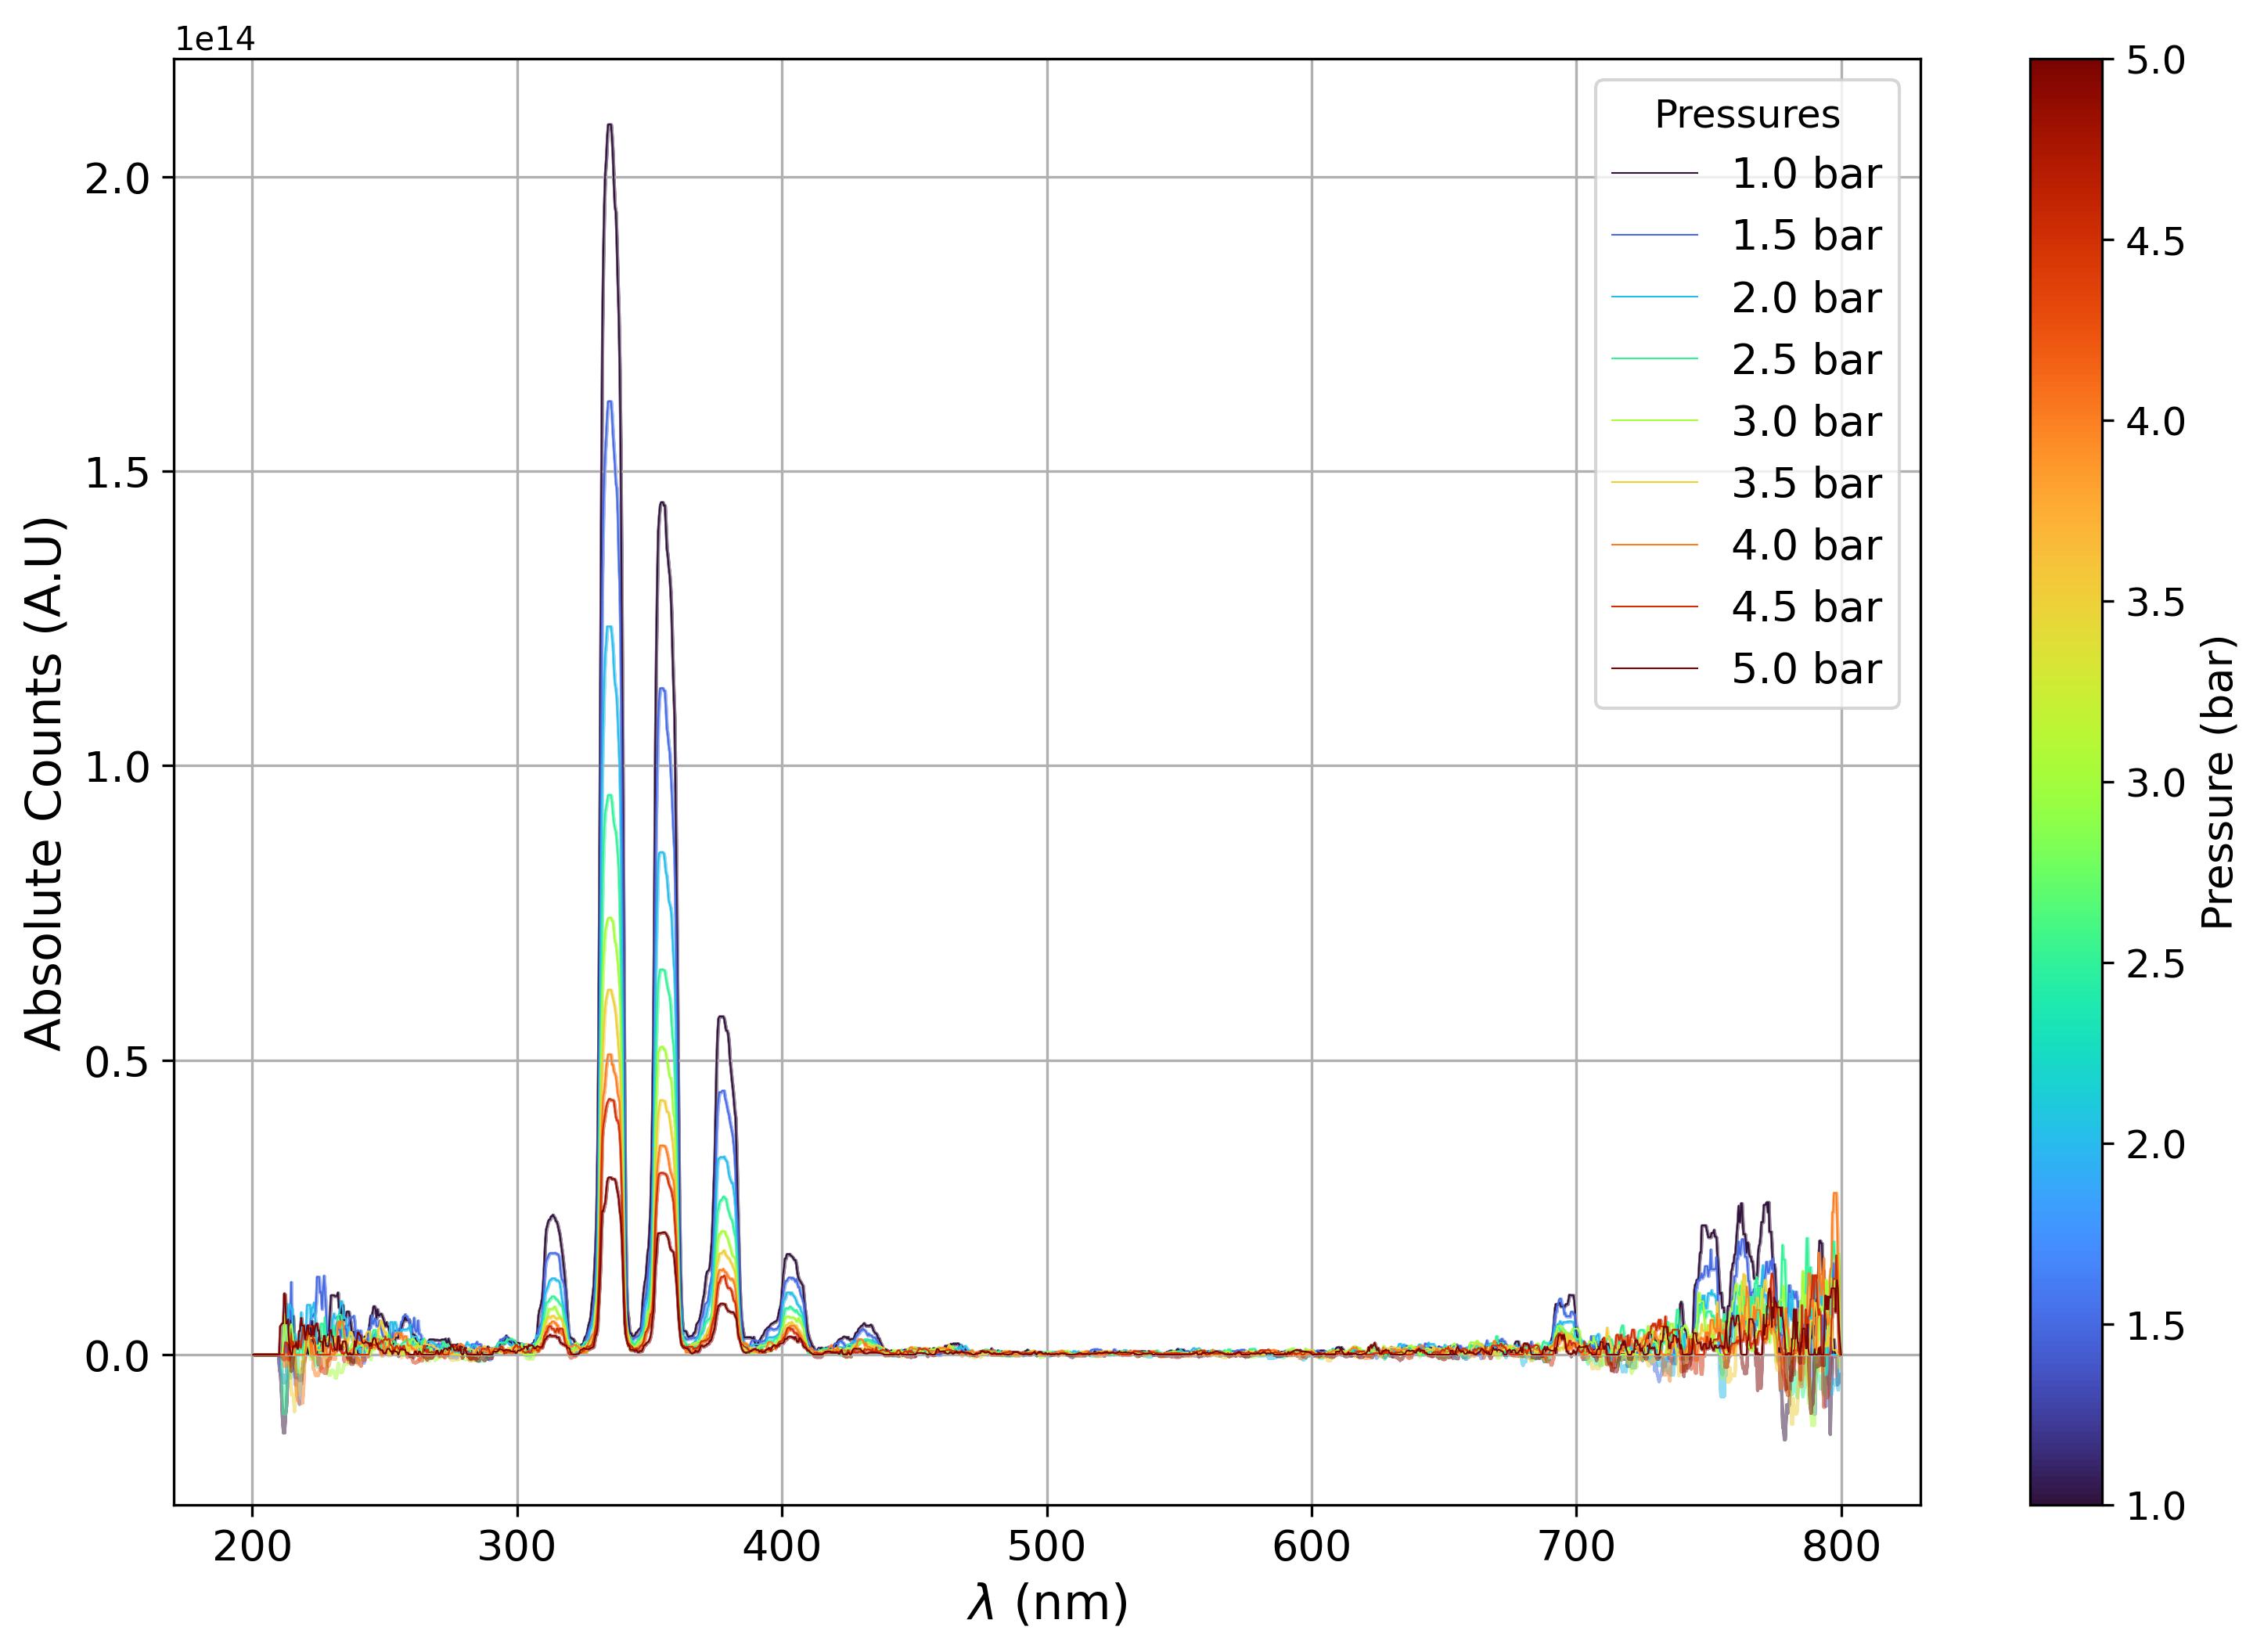 1e14
Absolute Counts (A.U)
2.0
1.5
1.0
0.5
0.0
200
300
400
500
600
700
800
λ (nm)
Pressures
1.0 bar
1.5 bar
2.0 bar
2.5 bar
3.0 bar
3.5 bar
4.0 bar
4.5 bar
5.0 bar
5.0
4.5
4.0
3.5
3.0
2.5
2.0
1.5
1.0
Pressure (bar)